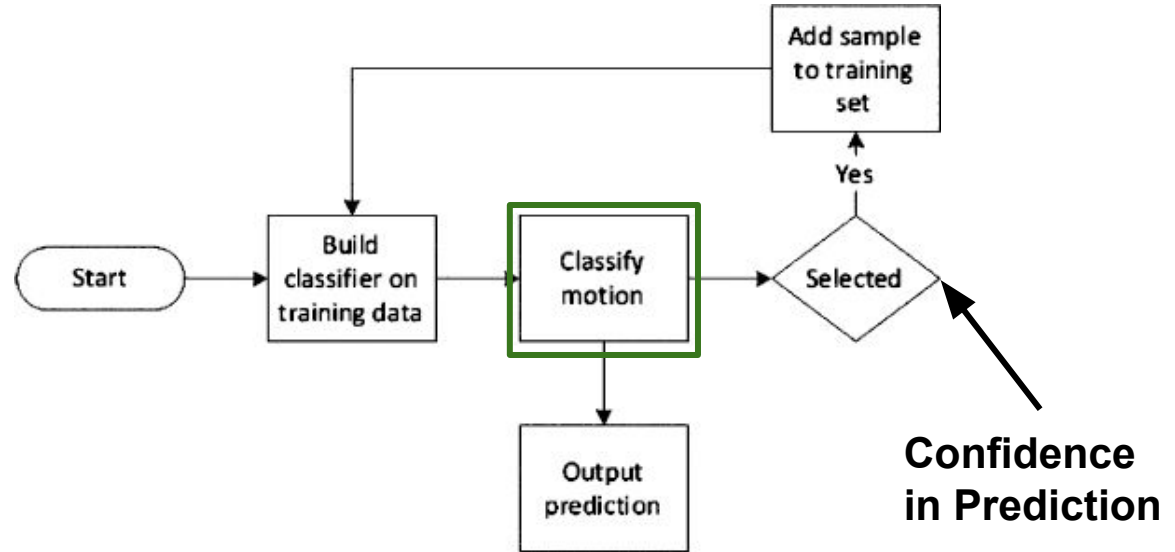 Add sample
to training
set
Yes
Start
Build
classifier on
training data
Classify
motion
Selected
Output
prediction
Confidence
in Prediction